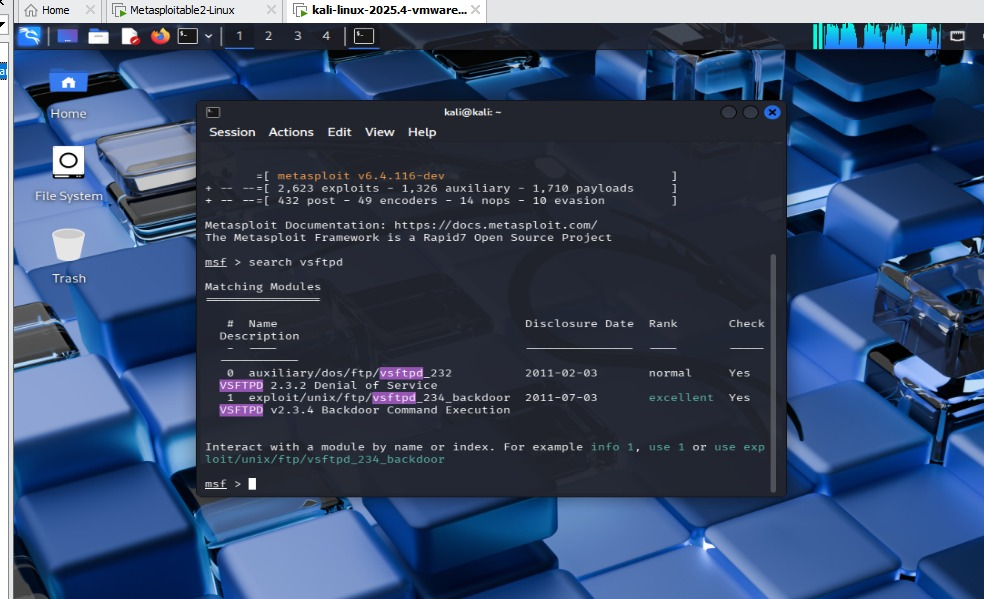 Home
Metasploitable2-Linux
kali-linux-2025.4-vmware...
1 2 3 4
Home
File System
Trash
kali@kali: ~
Session Actions Edit View Help
=[ metasploit v6.4.116-dev ]
+ -- --=[ 2,623 exploits - 1,326 auxiliary - 1,710 payloads ]
+ -- --=[ 432 post - 49 encoders - 14 nops - 10 evasion ]
Metasploit Documentation: https://docs.metasploit.com/
The Metasploit Framework is a Rapid7 Open Source Project
msf > search vsftpd
Matching Modules
================
# Name Disclosure Date Rank Check
Description
- ---- --------------- ---- -----
-----------
0 auxiliary/dos/ftp/vsftpd_232 2011-02-03 normal Yes
VSFTPD 2.3.2 Denial of Service
1 exploit/unix/ftp/vsftpd_234_backdoor 2011-07-03 excellent Yes
VSFTPD v2.3.4 Backdoor Command Execution
Interact with a module by name or index. For example info 1, use 1 or use exp
loit/unix/ftp/vsftpd_234_backdoor
msf >